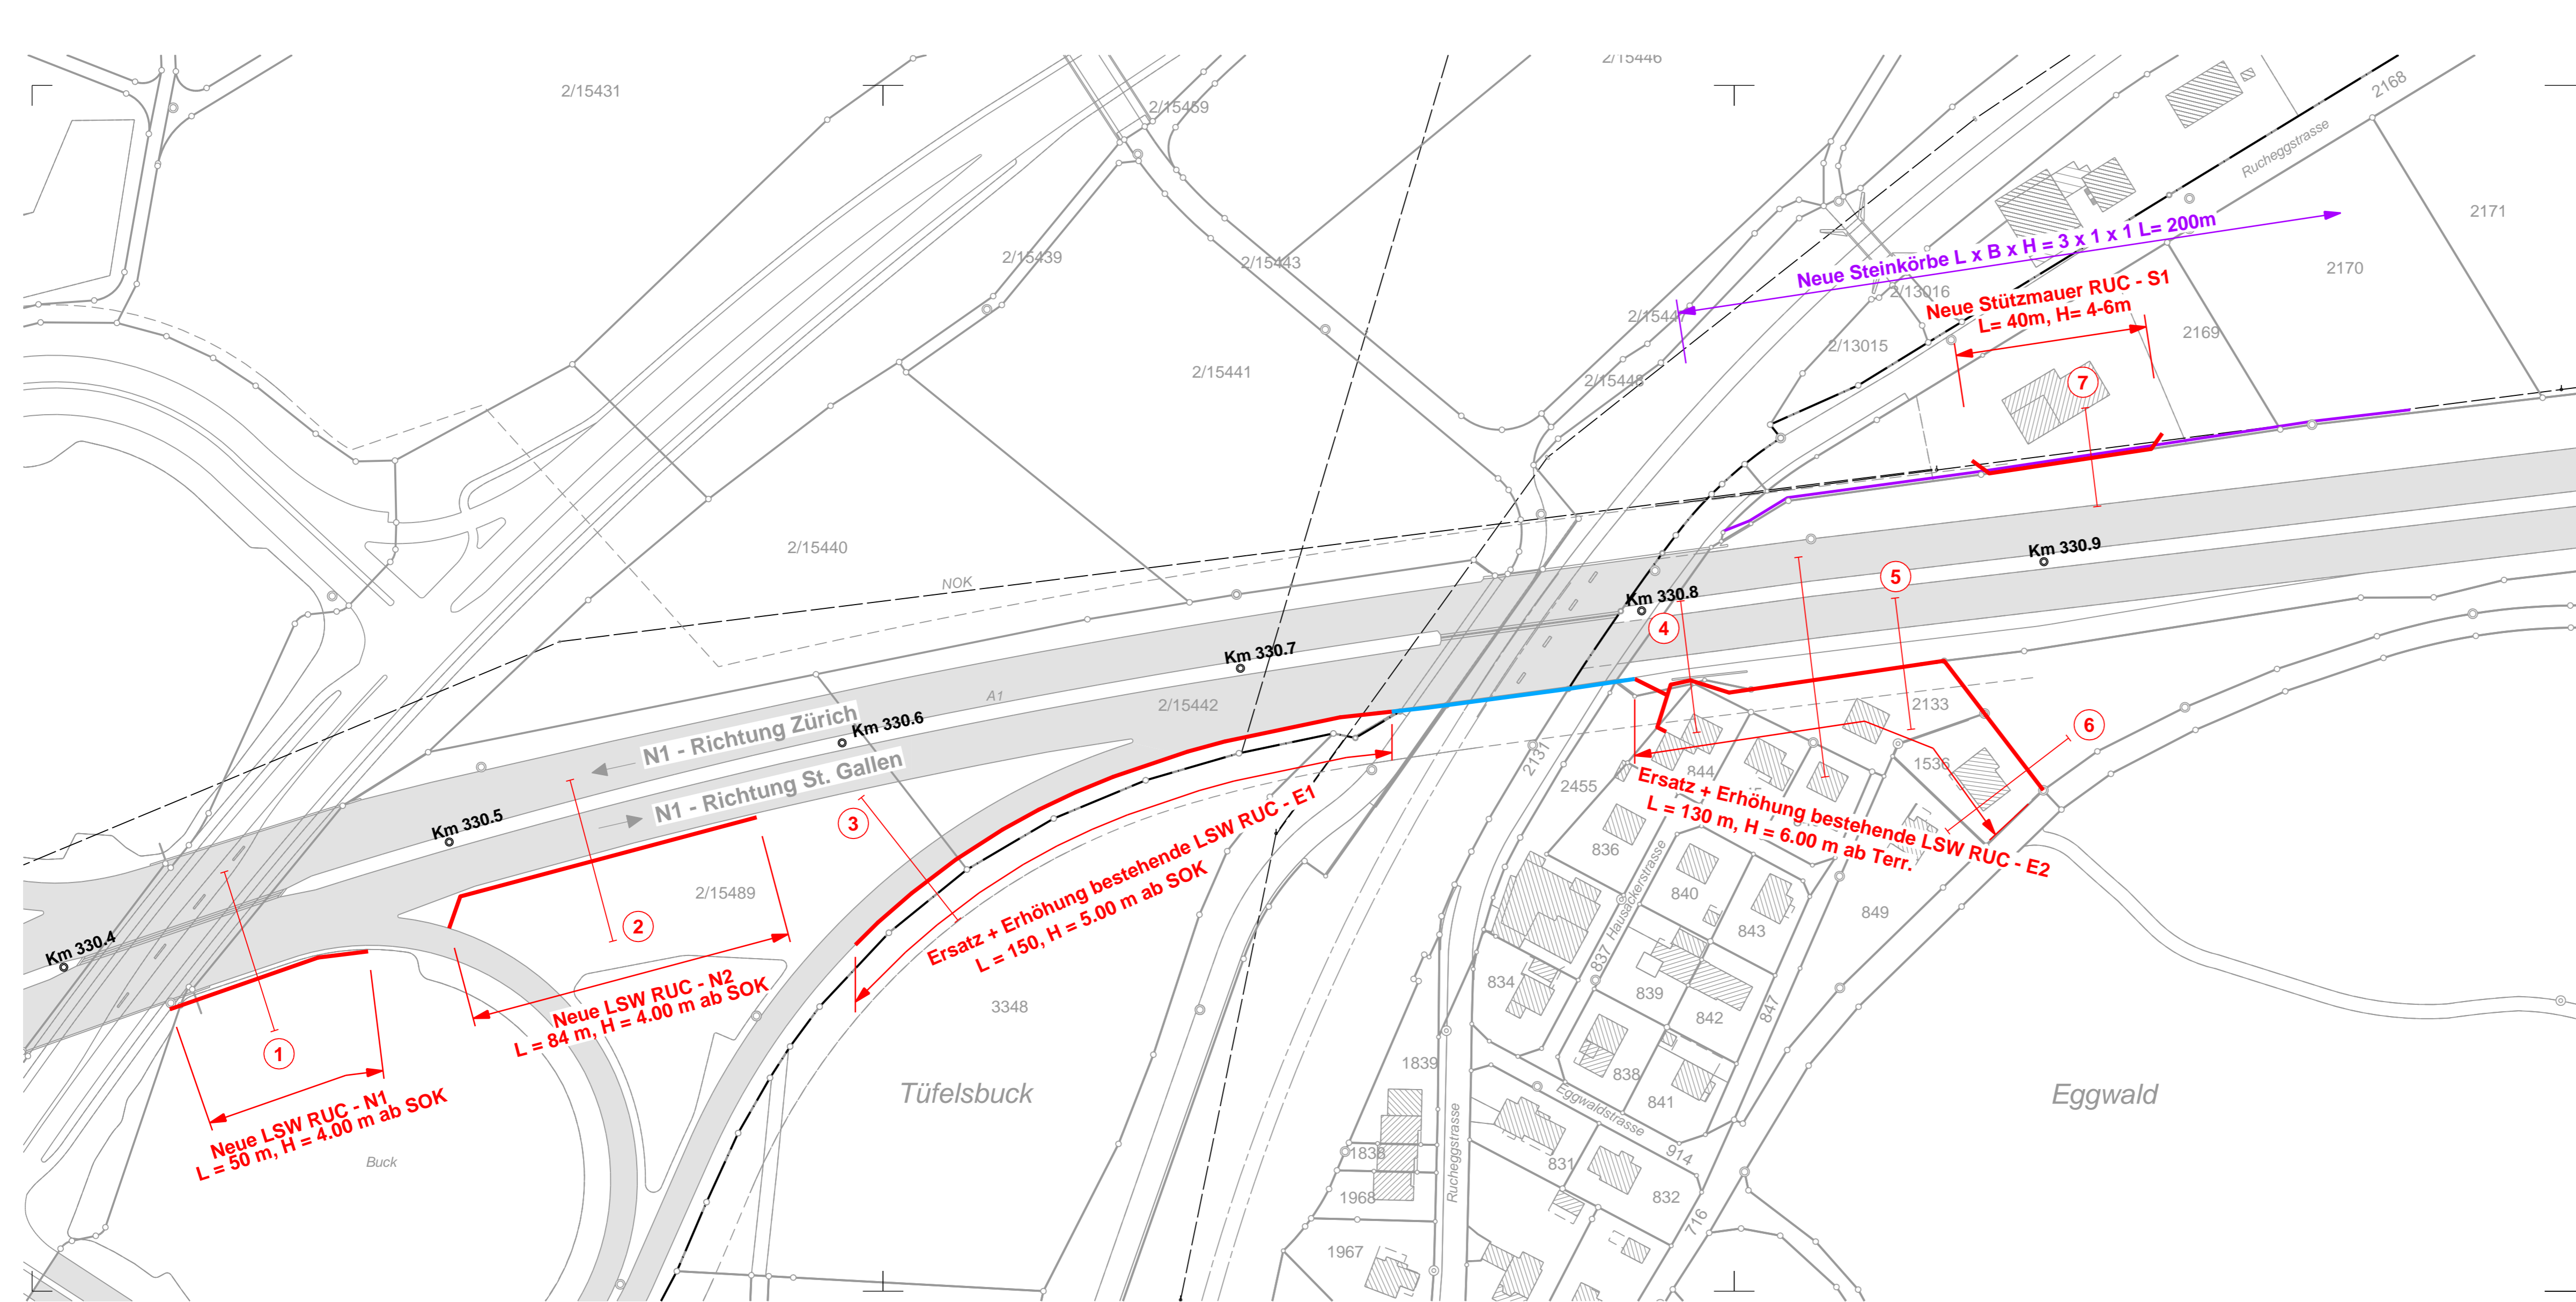 2/15431
2/15446
2/15459
2168
Rucheggstrasse
2171
2/15439
2/15443
Neue Steinkörbe L x B x H = 3 x 1 x 1 L= 200m
2170
2/13016
Neue Stützmauer RUC - S1
L= 40m, H= 4-6m
2/15447
2169
2/13015
2/15441
2/15448
7
2/15440
NOK
Km 330.9
5
Km 330.8
4
Km 330.7
A1
2/15442
2133
6
N1 - Richtung Zürich
Km 330.6
N1 - Richtung St. Gallen
2131
1536
844
2455
Ersatz + Erhöhung bestehende LSW RUC - E2
L = 130 m, H = 6.00 m ab Terr.
3
Km 330.5
Ersatz + Erhöhung bestehende LSW RUC - E1
L = 150, H = 5.00 m ab SOK
836
Hausäckerstrasse
837
840
849
843
2/15489
2
Km 330.4
834
839
842
847
Neue LSW RUC - N2
L = 84 m, H = 4.00 m ab SOK
3348
1
1839
838
841
Tüfelsbuck
Eggwald
Neue LSW RUC - N1
L = 50 m, H = 4.00 m ab SOK
Buck
Eggwaldstrasse
914
Rucheggstrasse
1838
831
832
1968
716
1967